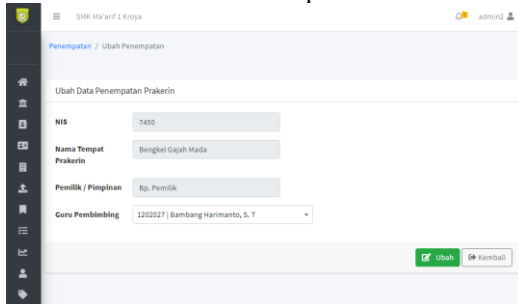 SMK Ma'arif 1 Kroya
admin2
Penempatan / Ubah Penempatan
Ubah Data Penempatan Prakerin
NIS 7450
Nama Tempat Prakerin Bengkel Gajah Mada
Pemilik / Pimpinan Bp. Pemilik
Guru Pembimbing 1202027 | Bambang Harimanto, S. T
Ubah Kembali